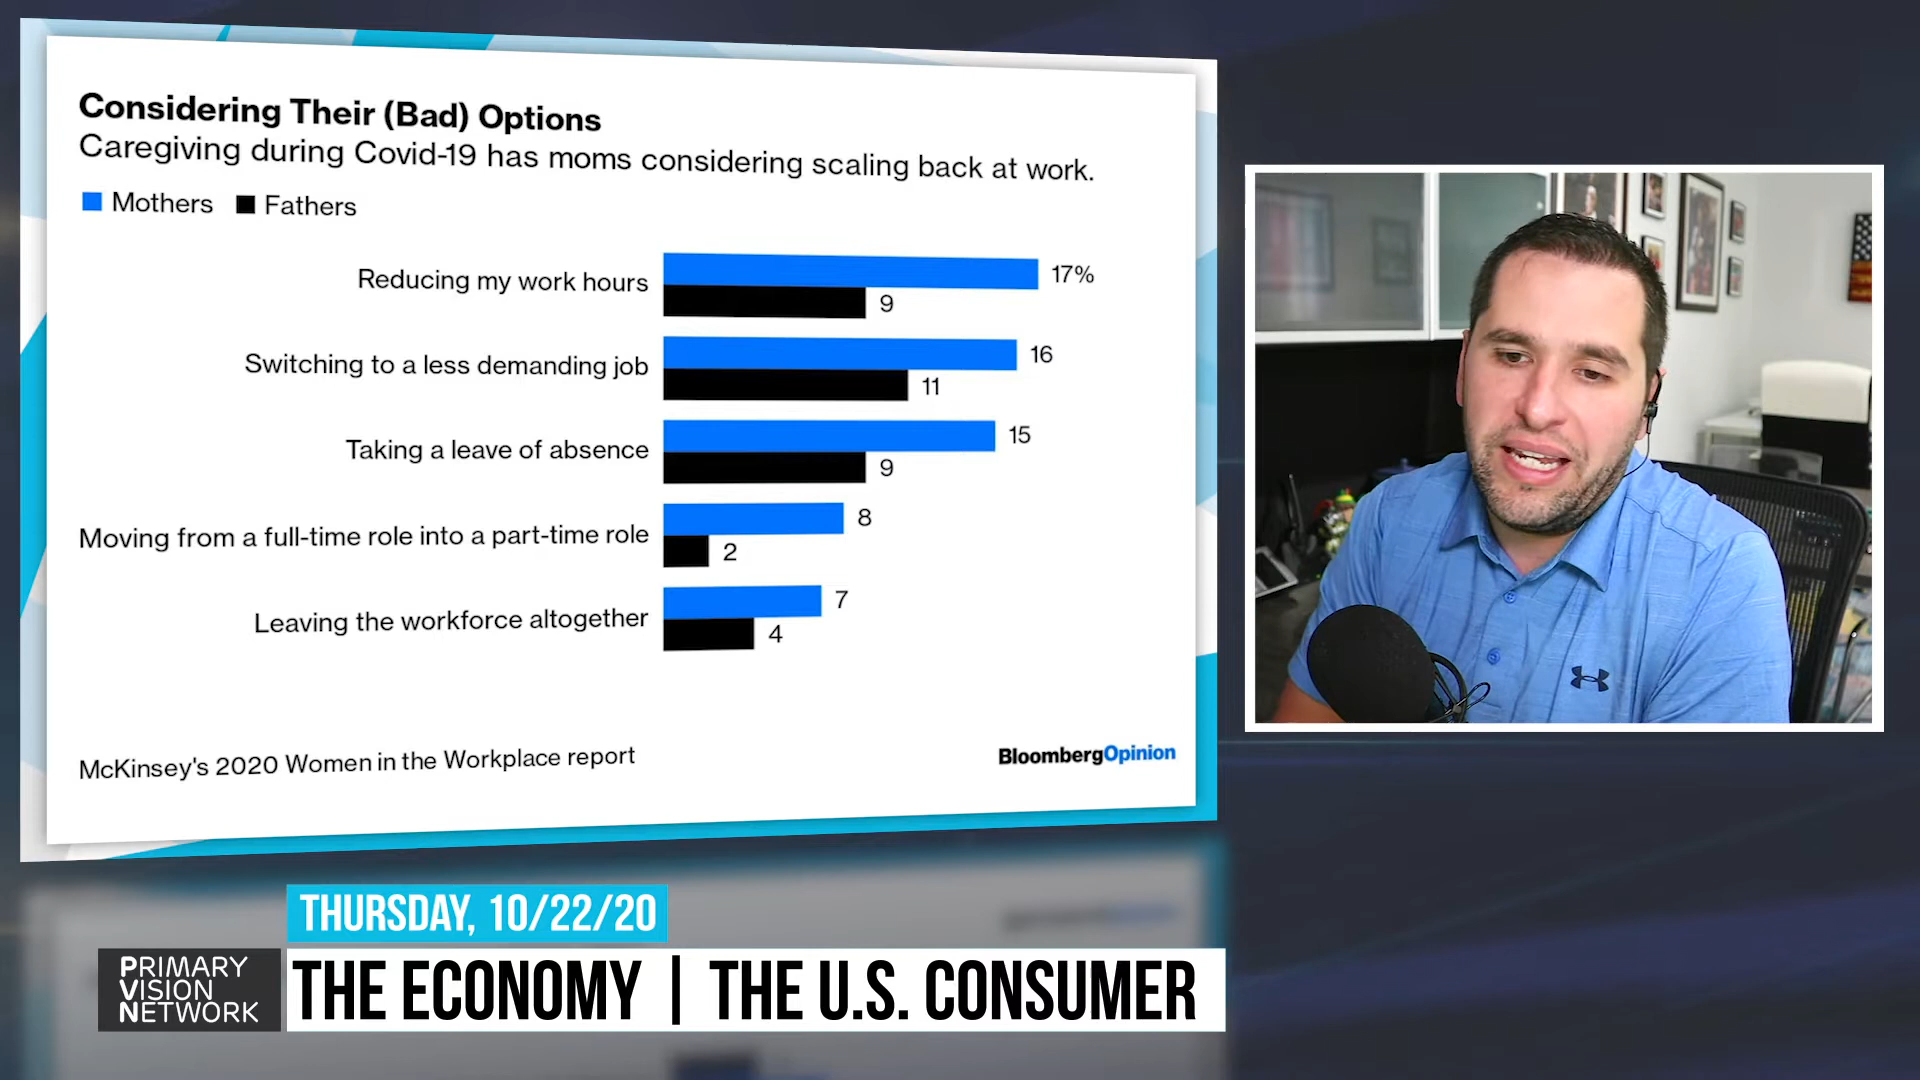 Considering Their (Bad) Options
Caregiving during Covid-19 has moms considering scaling back at work.
Mothers Fathers
Reducing my work hours
17%
9
Switching to a less demanding job
16
11
Taking a leave of absence
15
9
Moving from a full-time role into a part-time role
8
2
Leaving the workforce altogether
7
4
McKinsey's 2020 Women in the Workplace report
BloombergOpinion
THURSDAY, 10/22/20
PRIMARY
VISION
NETWORK
THE ECONOMY | THE U.S. CONSUMER